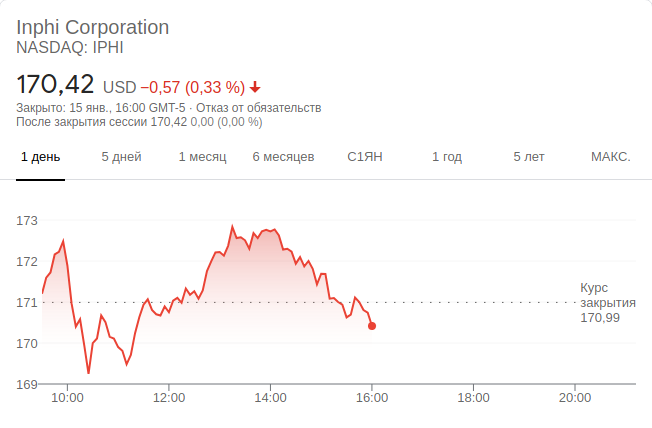 Inphi Corporation
NASDAQ: IPHI
170,42 USD −0,57 (0,33 %)
Закрыто: 15 янв., 16:00 GMT-5 · Отказ от обязательств
После закрытия сессии 170,42 0,00 (0,00 %)
1 день 5 дней 1 месяц 6 месяцев С1ЯН 1 год 5 лет МАКС.
173
172
171
170
169
Курс
закрытия
170,99
10:00 12:00 14:00 16:00 18:00 20:00